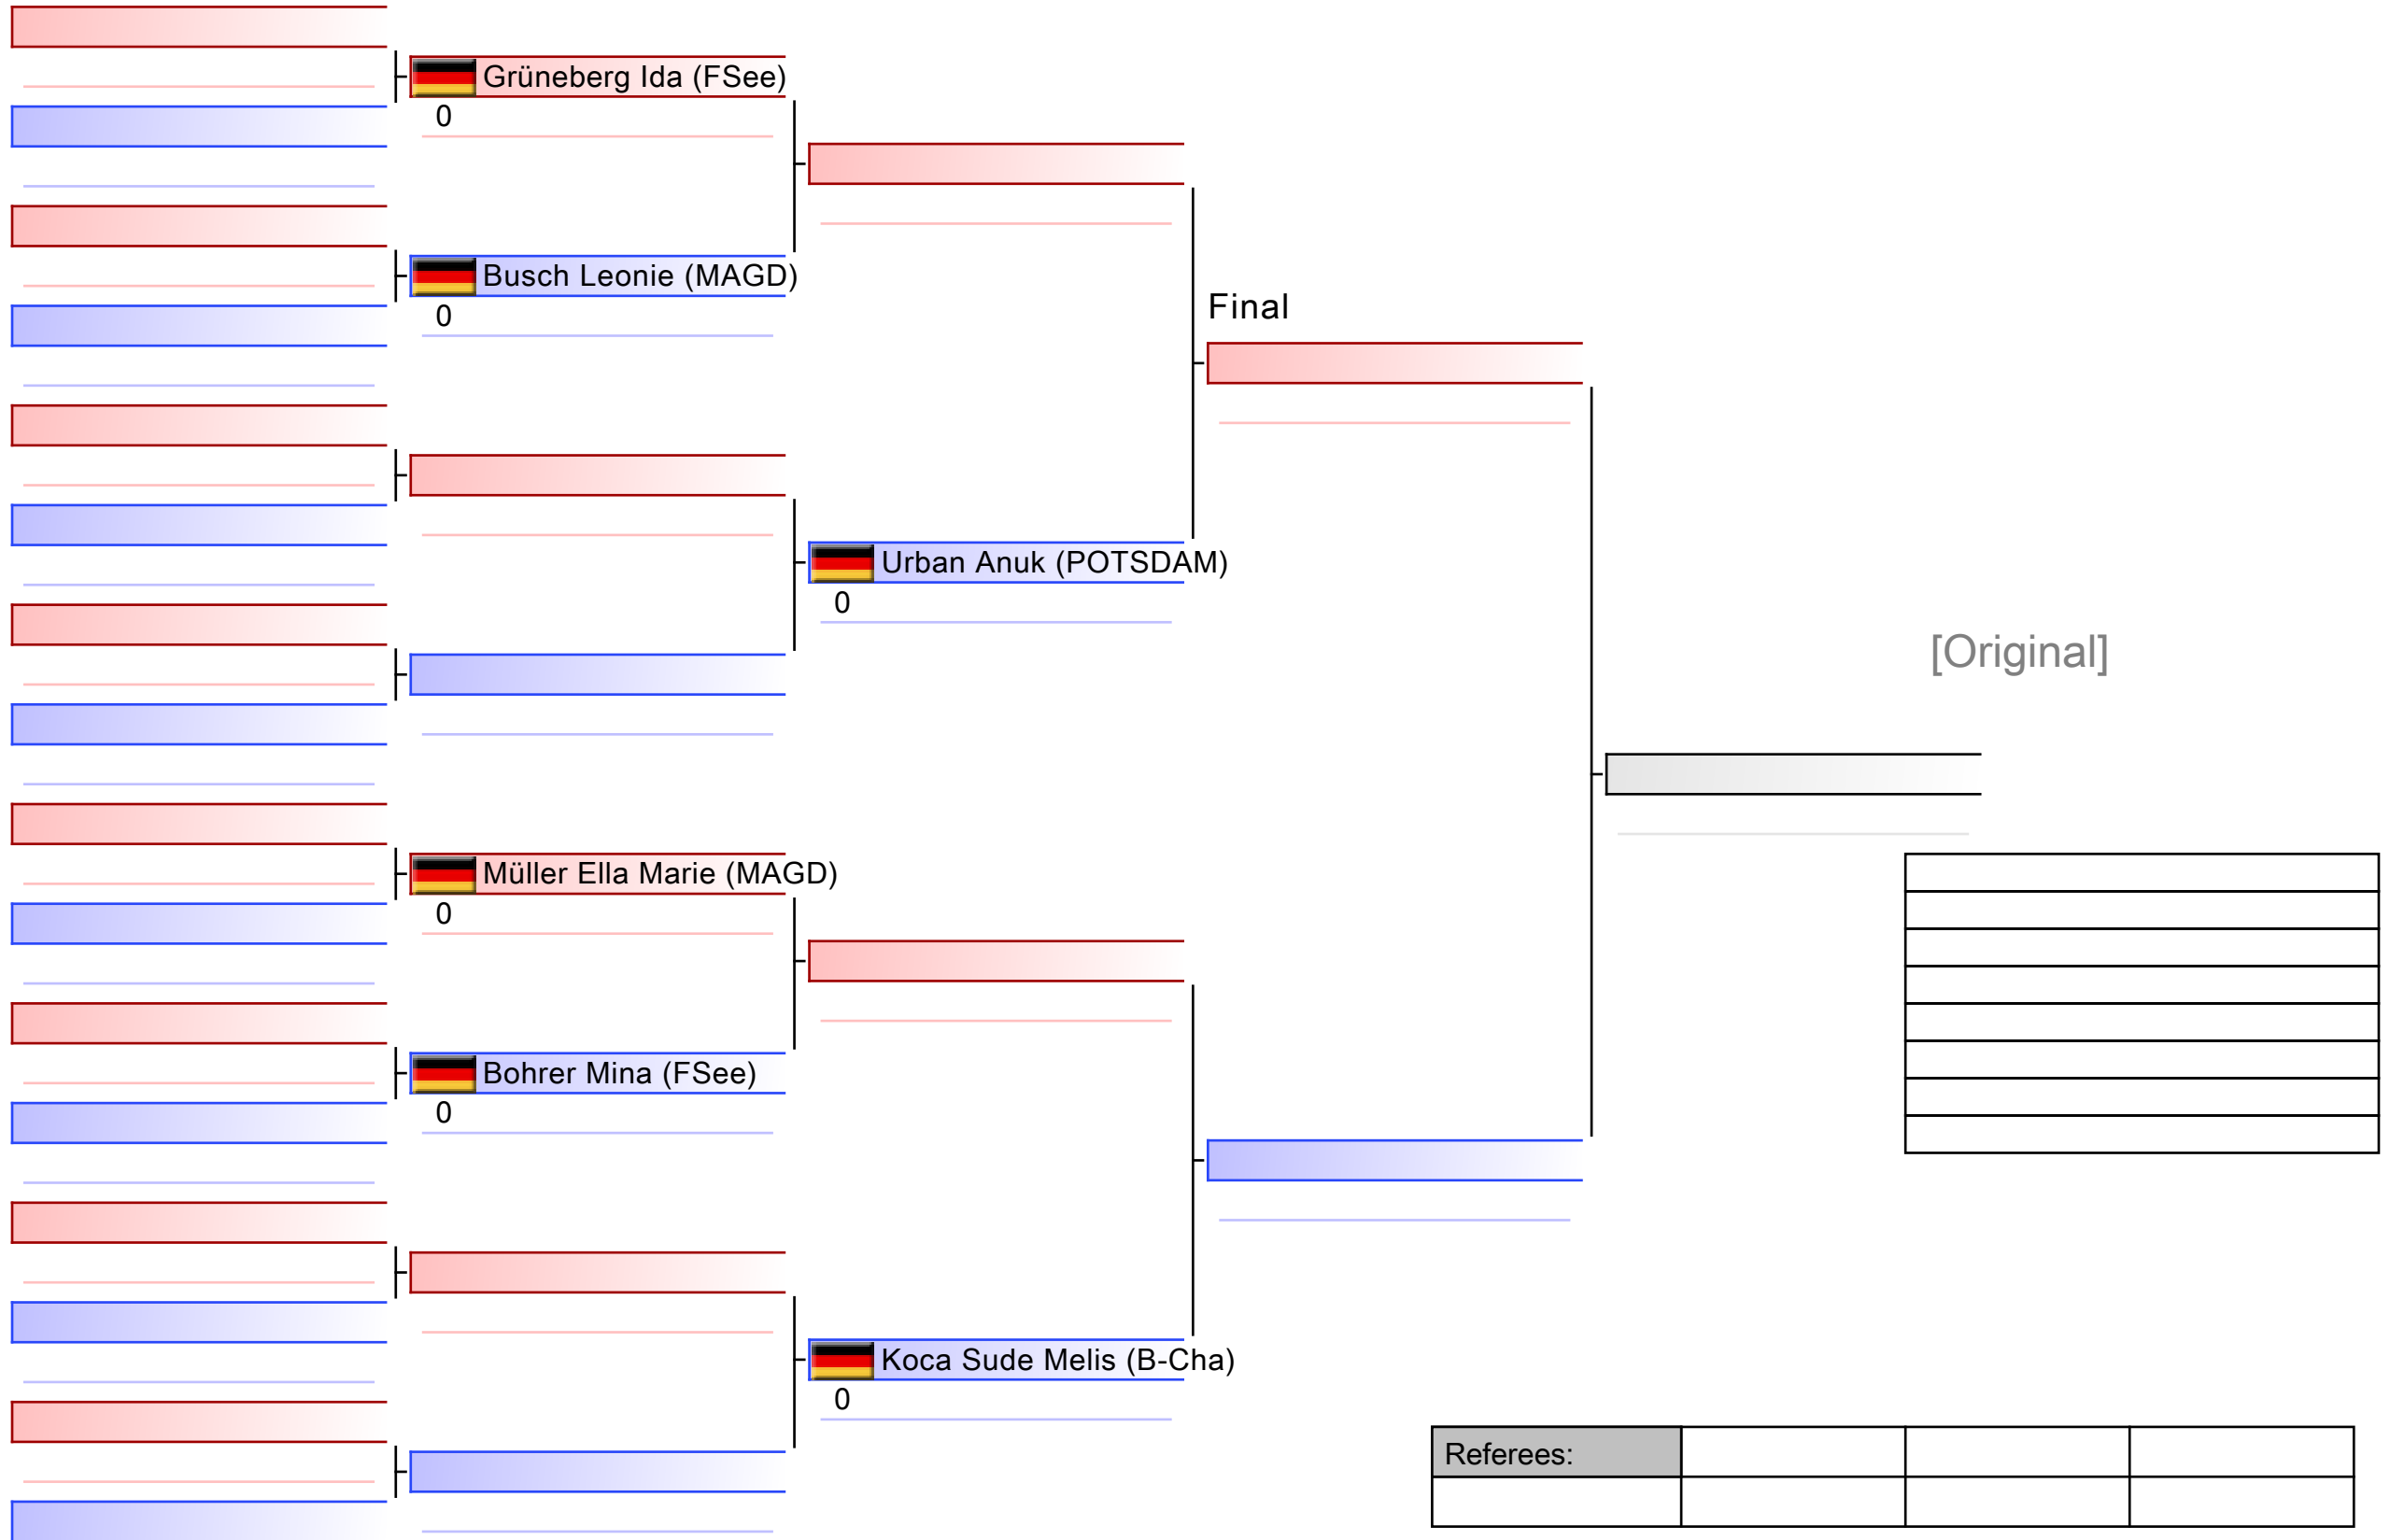 Grüneberg Ida (FSee)
0
Busch Leonie (MAGD)
0
Final
Urban Anuk (POTSDAM)
0
[Original]
Müller Ella Marie (MAGD)
0
Bohrer Mina (FSee)
0
Koca Sude Melis (B-Cha)
0
Referees: